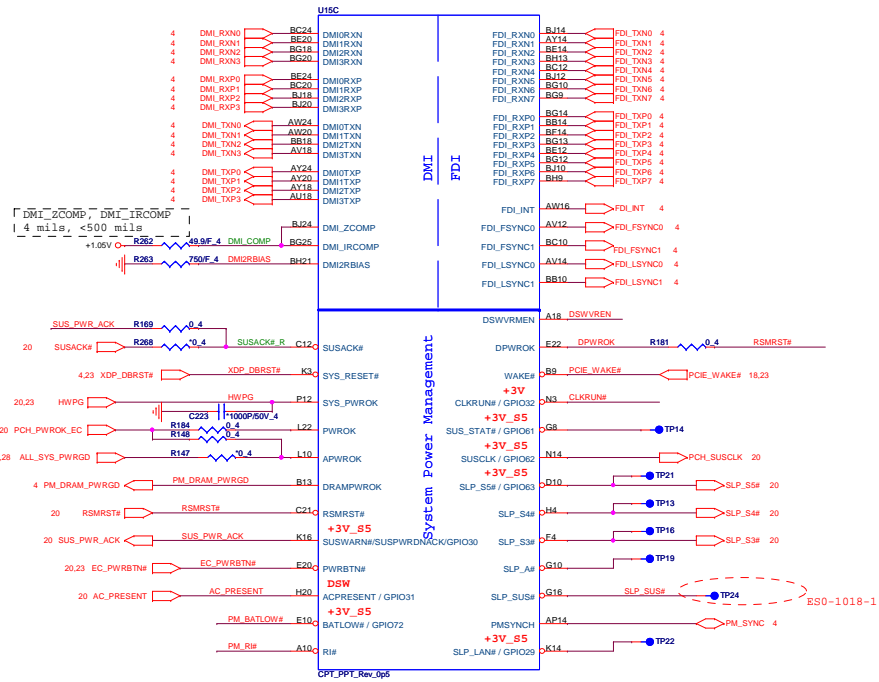 U15C
4 DMI_RXN0 BC24 DMI0RXN FDI_RXN0 BJ14 FDI_TXN0 4
4 DMI_RXN1 BE20 DMI1RXN FDI_RXN1 AY14 FDI_TXN1 4
4 DMI_RXN2 BG18 DMI2RXN FDI_RXN2 BE14 FDI_TXN2 4
4 DMI_RXN3 BG20 DMI3RXN FDI_RXN3 BH13 FDI_TXN3 4
FDI_RXN4 BC12 FDI_TXN4 4
4 DMI_RXP0 BE24 DMI0RXP FDI_RXN5 BJ12 FDI_TXN5 4
4 DMI_RXP1 BC20 DMI1RXP FDI_RXN6 BG10 FDI_TXN6 4
4 DMI_RXP2 BJ18 DMI2RXP FDI_RXN7 BG9 FDI_TXN7 4
4 DMI_RXP3 BJ20 DMI3RXP
FDI_RXP0 BG14 FDI_TXP0 4
4 DMI_TXN0 AW24 DMI0TXN FDI_RXP1 BB14 FDI_TXP1 4
4 DMI_TXN1 AW20 DMI1TXN FDI_RXP2 BF14 FDI_TXP2 4
4 DMI_TXN2 BB18 DMI2TXN FDI_RXP3 BG13 FDI_TXP3 4
4 DMI_TXN3 AV18 DMI3TXN FDI_RXP4 BE12 FDI_TXP4 4
FDI_RXP5 BG12 FDI_TXP5 4
4 DMI_TXP0 AY24 DMI0TXP FDI_RXP6 BJ10 FDI_TXP6 4
4 DMI_TXP1 AY20 DMI1TXP FDI_RXP7 BH9 FDI_TXP7 4
4 DMI_TXP2 AY18 DMI2TXP
4 DMI_TXP3 AU18 DMI3TXP
DMI
FDI
FDI_INT AW16 FDI_INT 4
DMI_ZCOMP, DMI_IRCOMP
4 mils, <500 mils
BJ24 DMI_ZCOMP FDI_FSYNC0 AV12 FDI_FSYNC0 4
+1.05V R262 49.9/F_4 DMI_COMP BG25 DMI_IRCOMP FDI_FSYNC1 BC10 FDI_FSYNC1 4
R263 750/F_4 DMI2RBIAS BH21 DMI2RBIAS FDI_LSYNC0 AV14 FDI_LSYNC0 4
FDI_LSYNC1 BB10 FDI_LSYNC1 4
System Power Management
DSWVRMEN A18 DSWVREN
SUS_PWR_ACK R169 0_4
20 SUSACK# R268 *0_4 SUSACK#_R C12 SUSACK# DPWROK E22 DPWROK R181 0_4 RSMRST#
4,23 XDP_DBRST# XDP_DBRST# K3 SYS_RESET# WAKE# B9 PCIE_WAKE# PCIE_WAKE# 18,23
+3V
20,23 HWPG HWPG P12 SYS_PWROK CLKRUN# / GPIO32 N3 CLKRUN#
C223 *1000P/50V_4
+3V_S5
20 PCH_PWROK_EC R184 0_4 L22 PWROK SUS_STAT# / GPIO61 G8 TP14
R148 0_4
+3V_S5
,28 ALL_SYS_PWRGD R147 *0_4 L10 APWROK SUSCLK / GPIO62 N14 PCH_SUSCLK 20
+3V_S5
TP21
4 PM_DRAM_PWRGD PM_DRAM_PWRGD B13 DRAMPWROK SLP_S5# / GPIO63 D10 SLP_S5# 20
TP13
20 RSMRST# RSMRST# C21 RSMRST# SLP_S4# H4 SLP_S4# 20
+3V_S5
TP16
20 SUS_PWR_ACK SUS_PWR_ACK K16 SUSWARN#/SUSPWRDNACK/GPIO30 SLP_S3# F4 SLP_S3# 20
TP19
20,23 EC_PWRBTN# EC_PWRBTN# E20 PWRBTN# SLP_A# G10
DSW
20 AC_PRESENT AC_PRESENT H20 ACPRESENT / GPIO31 SLP_SUS# G16 SLP_SUS# TP24 ES0-1018-1
+3V_S5
PM_BATLOW# E10 BATLOW# / GPIO72 PMSYNCH AP14 PM_SYNC 4
+3V_S5
TP22
PM_RI# A10 RI# SLP_LAN# / GPIO29 K14
CPT_PPT_Rev_0p5